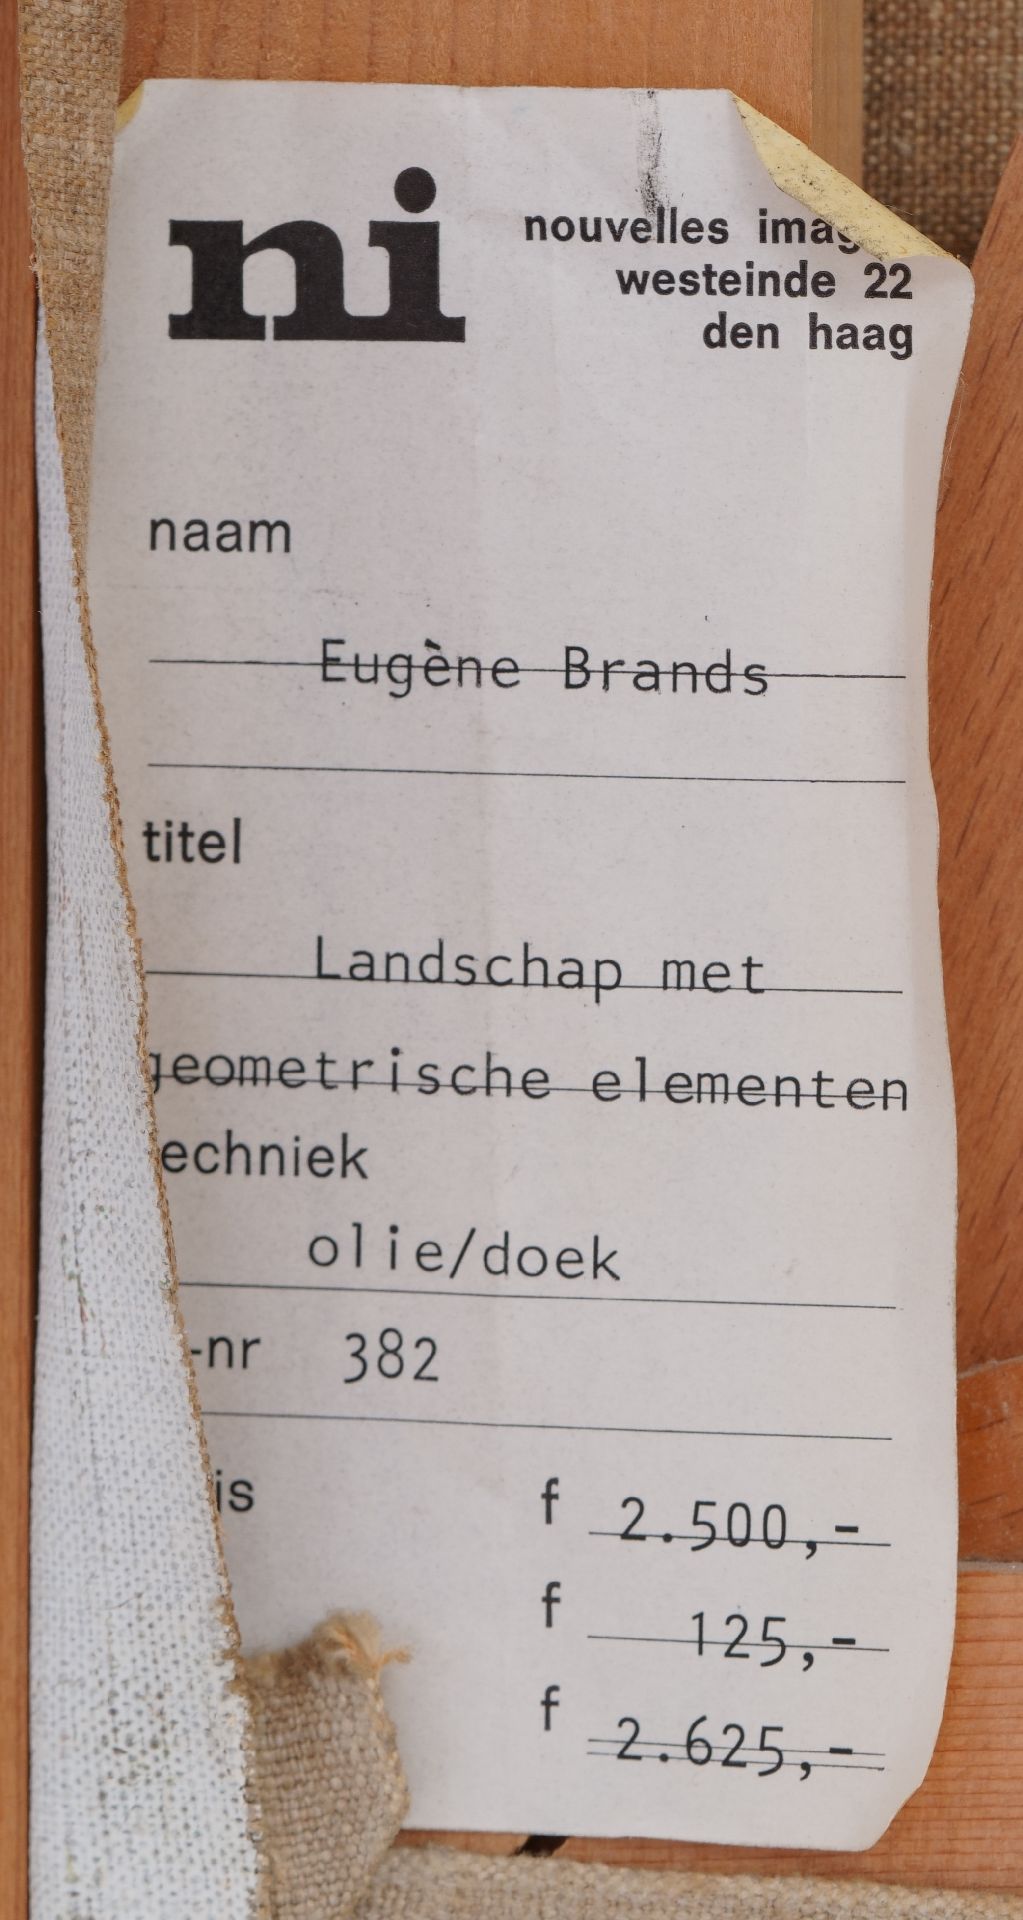 ni
nouvelles
westeinde 22
den haag
naam
Eugène Brands
titel
Landschap met
geometrische elementen
echniek
olie/doek
-nr 382
is f 2.500,-
f 125,-
f 2.625,-